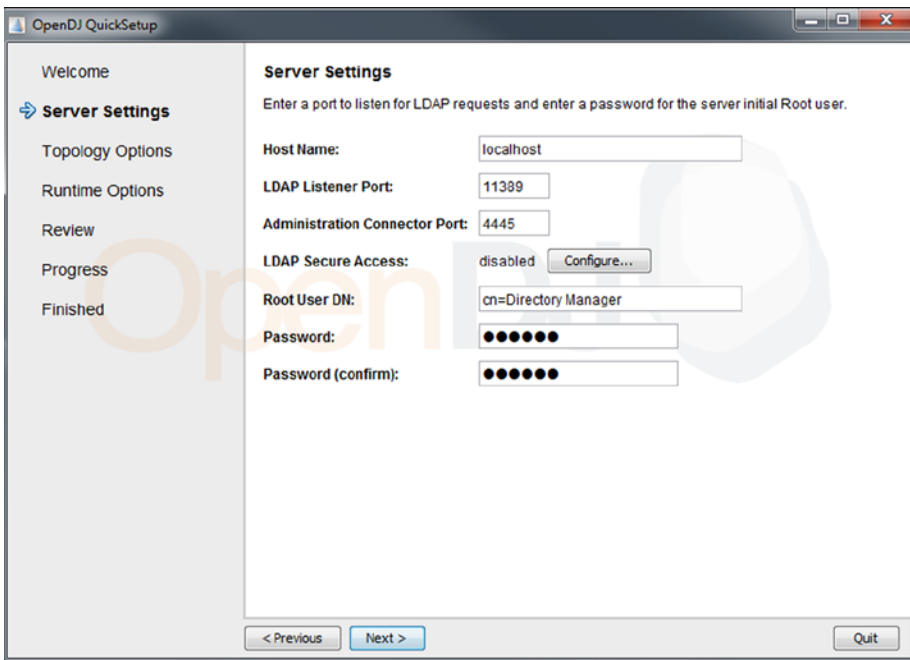 OpenDJ QuickSetup
Welcome
Server Settings
Topology Options
Runtime Options
Review
Progress
Finished
Server Settings
Enter a port to listen for LDAP requests and enter a password for the server initial Root user.
Host Name: localhost
LDAP Listener Port: 11389
Administration Connector Port: 4445
LDAP Secure Access: disabled Configure...
Root User DN: cn=Directory Manager
Password: ●●●●●●
Password (confirm): ●●●●●●
OpenDJ
< Previous Next > Quit